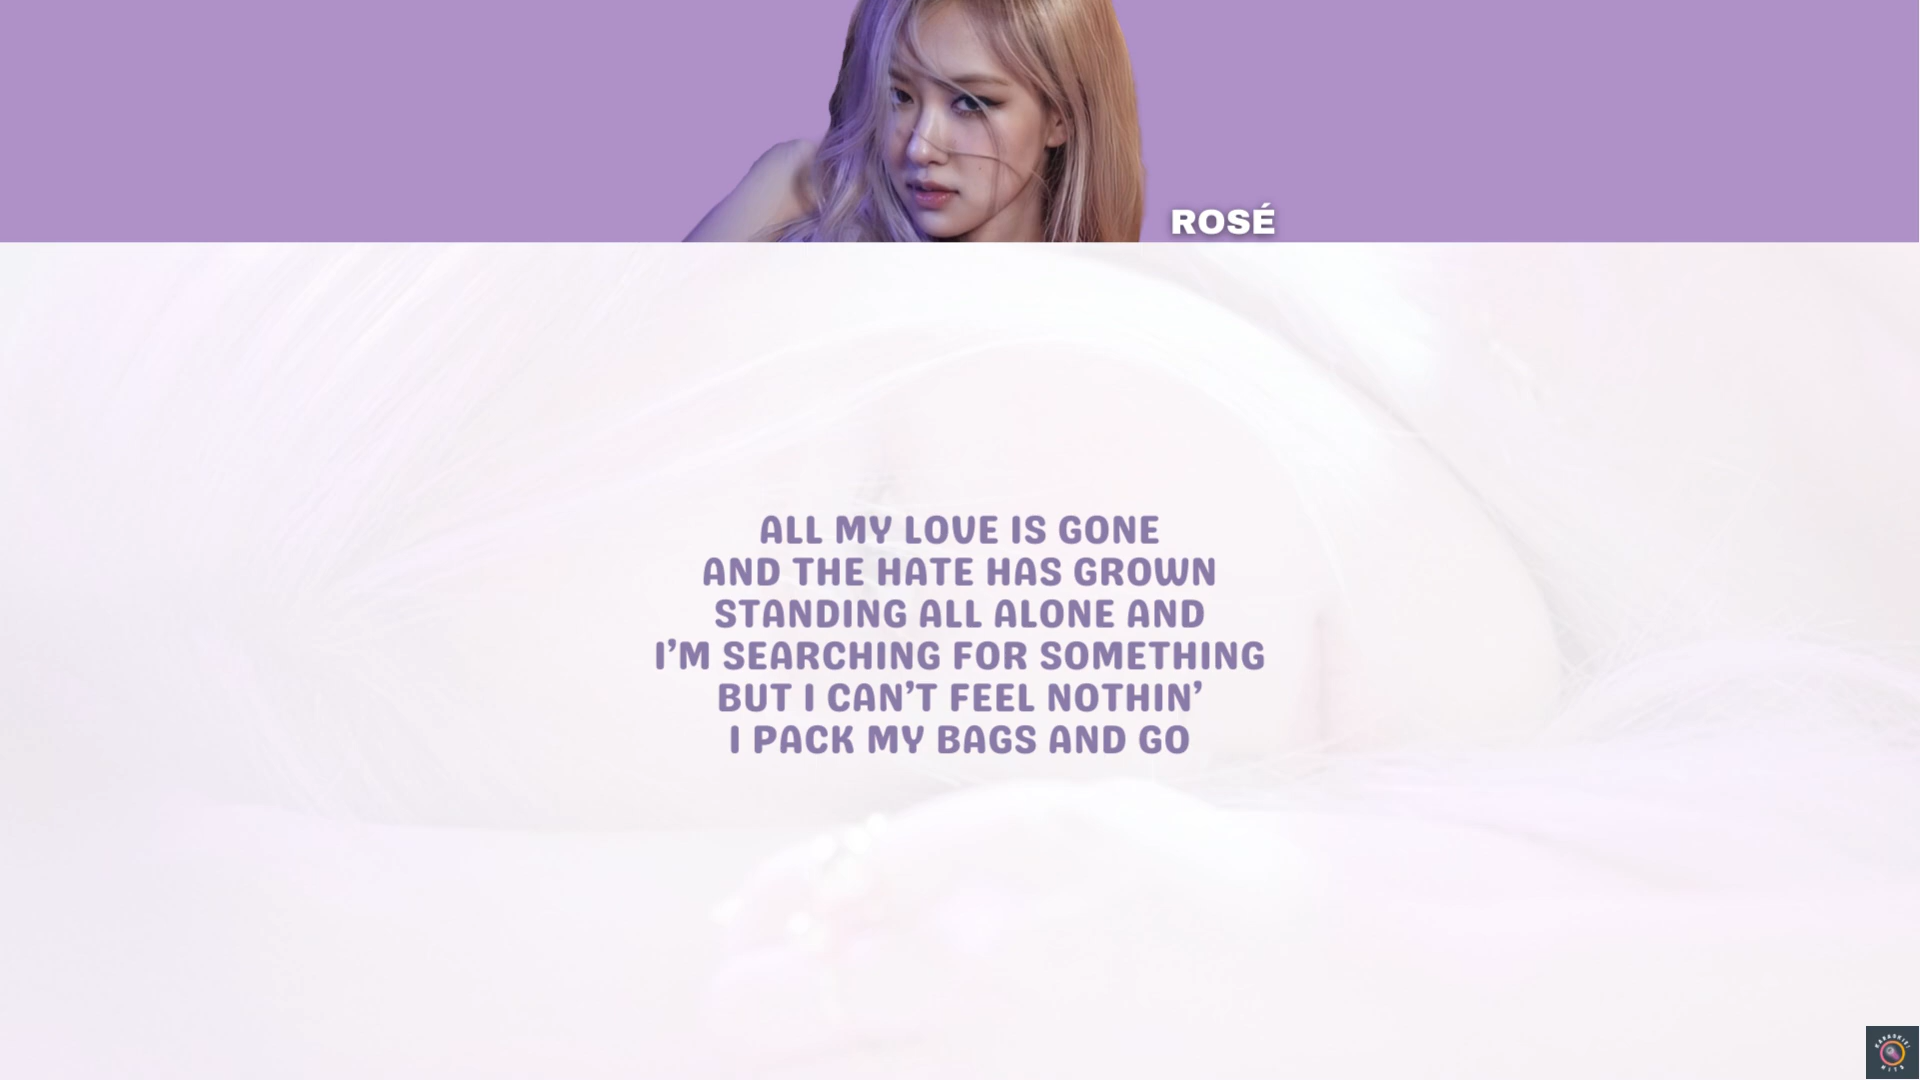 ROSÉ
ALL MY LOVE IS GONE
AND THE HATE HAS GROWN
STANDING ALL ALONE AND
I'M SEARCHING FOR SOMETHING
BUT I CAN'T FEEL NOTHIN'
I PACK MY BAGS AND GO